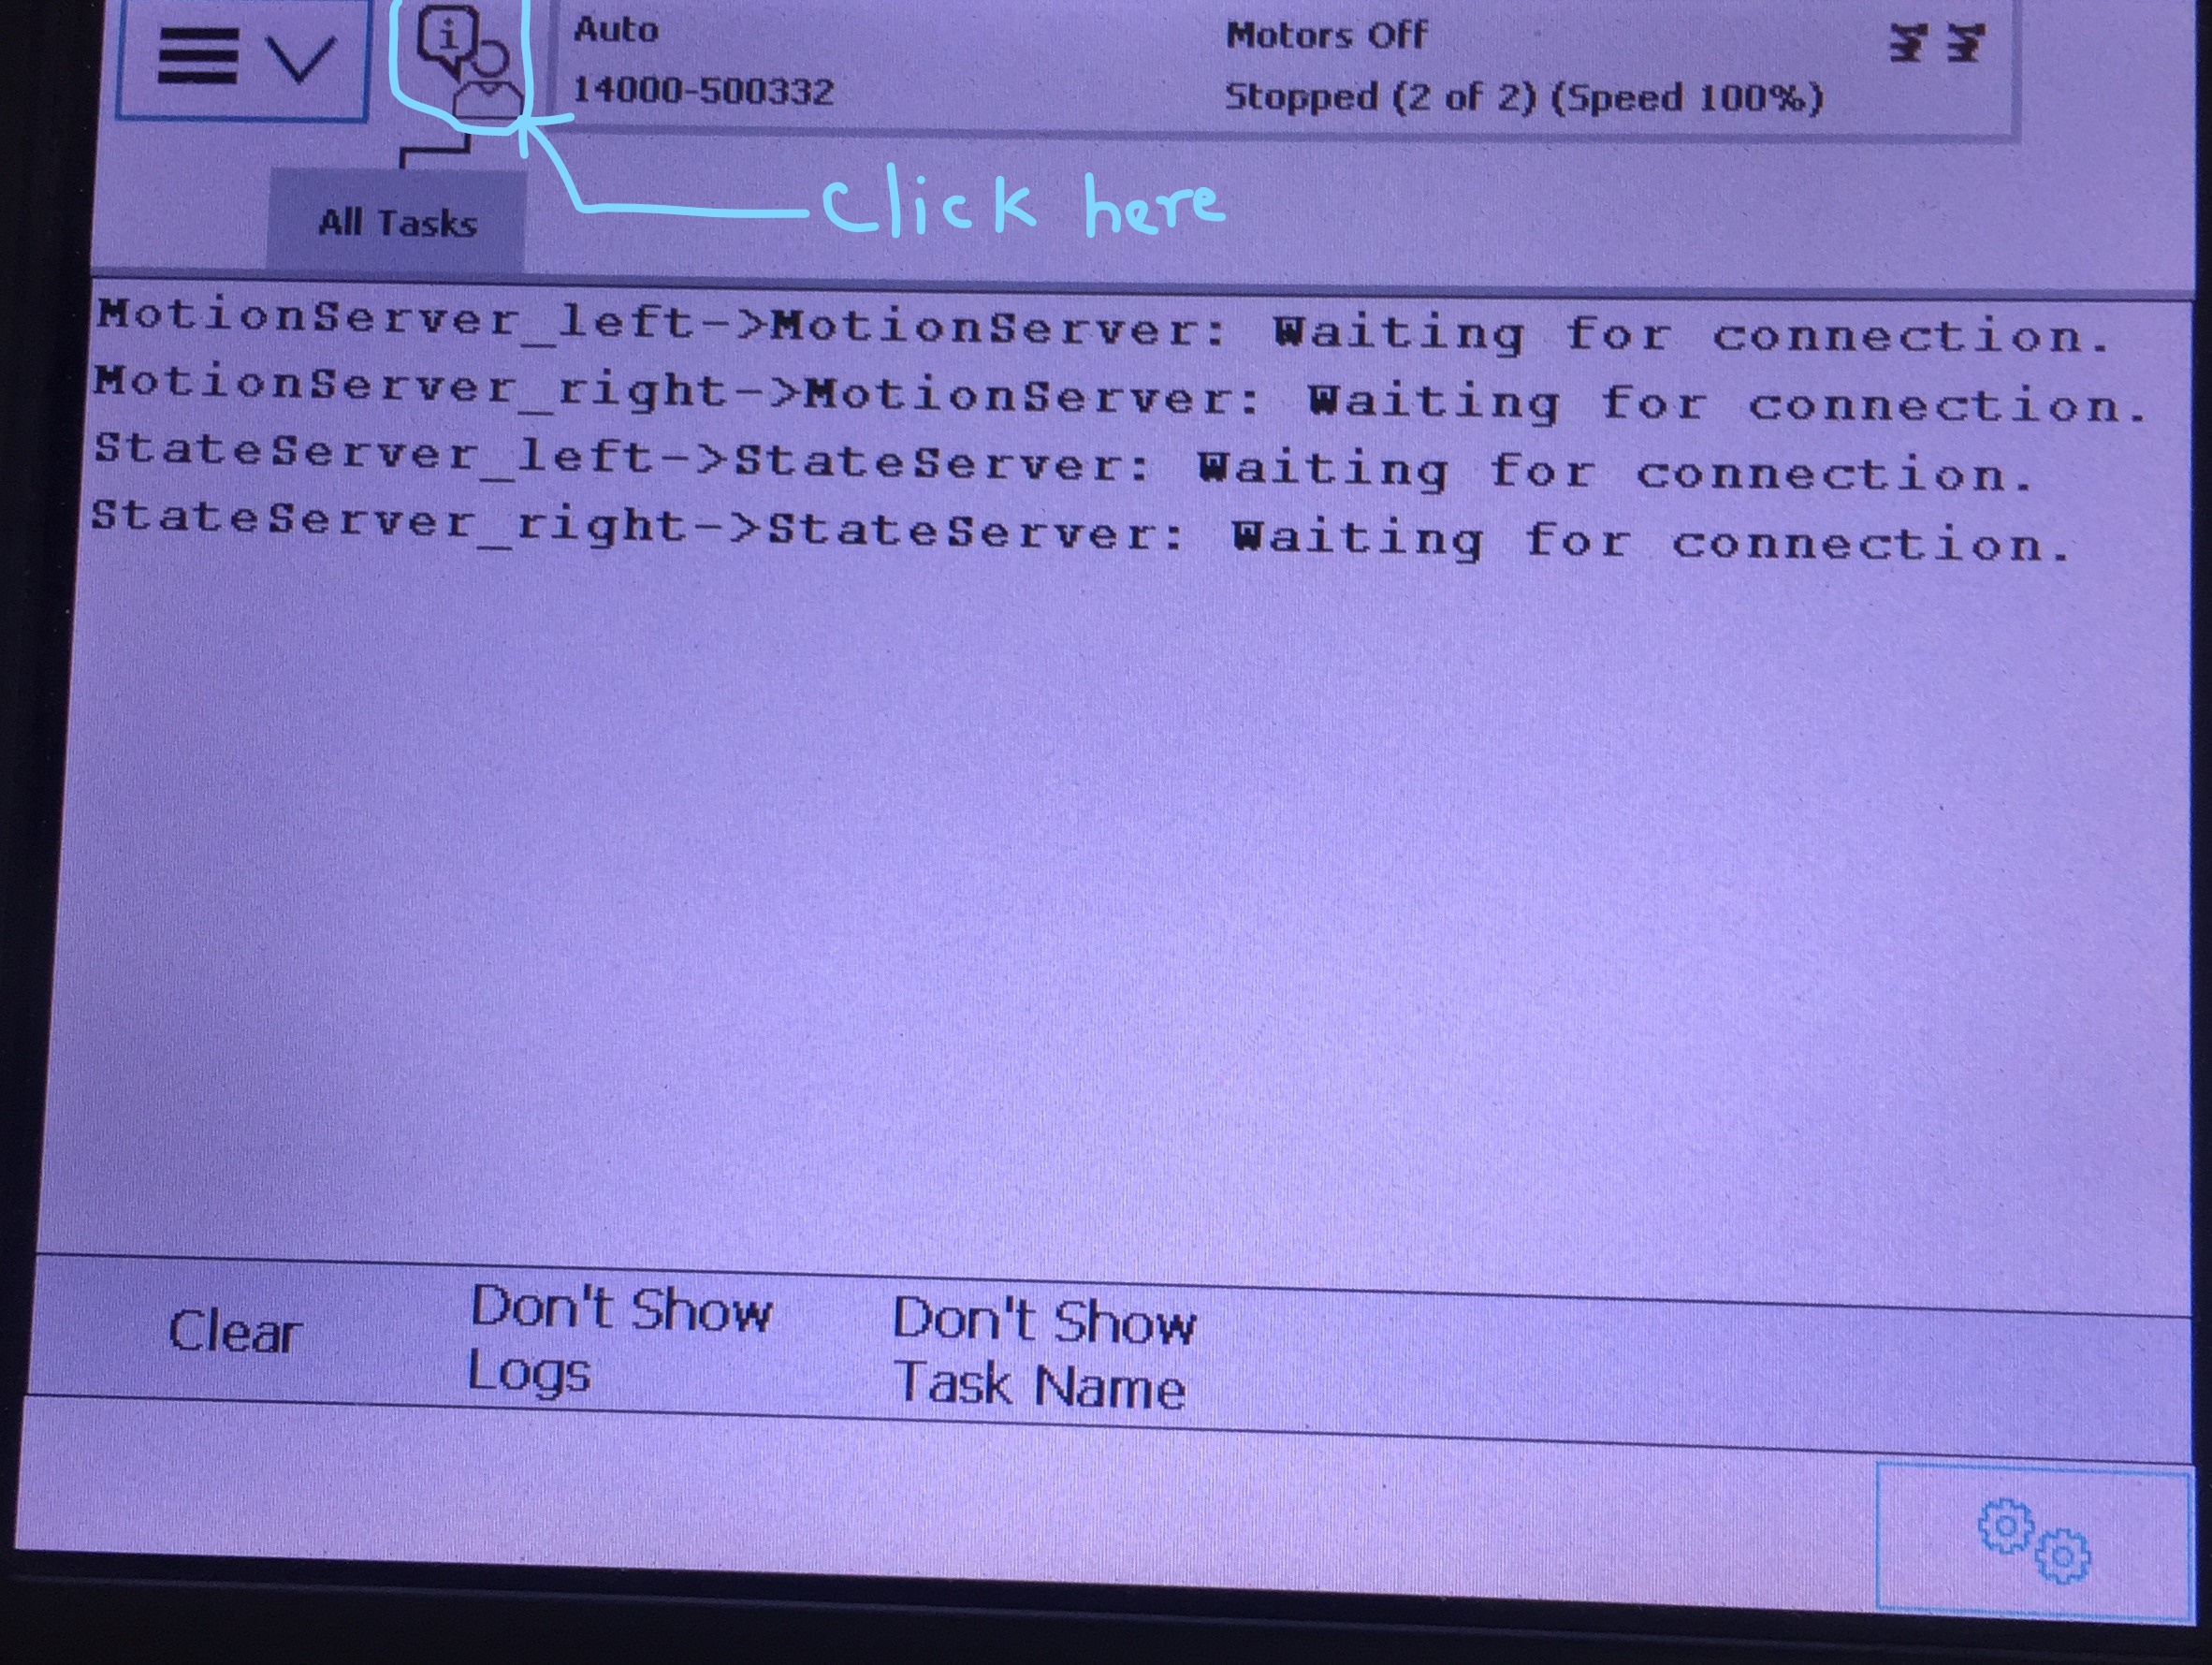 Auto
Motors Off
14000-500332
Stopped (2 of 2) (Speed 100%)
Click here
All Tasks
MotionServer_left->MotionServer: Waiting for connection.
MotionServer_right->MotionServer: Waiting for connection.
StateServer_left->StateServer: Waiting for connection.
StateServer_right->StateServer: Waiting for connection.
Clear
Don't Show
Logs
Don't Show
Task Name